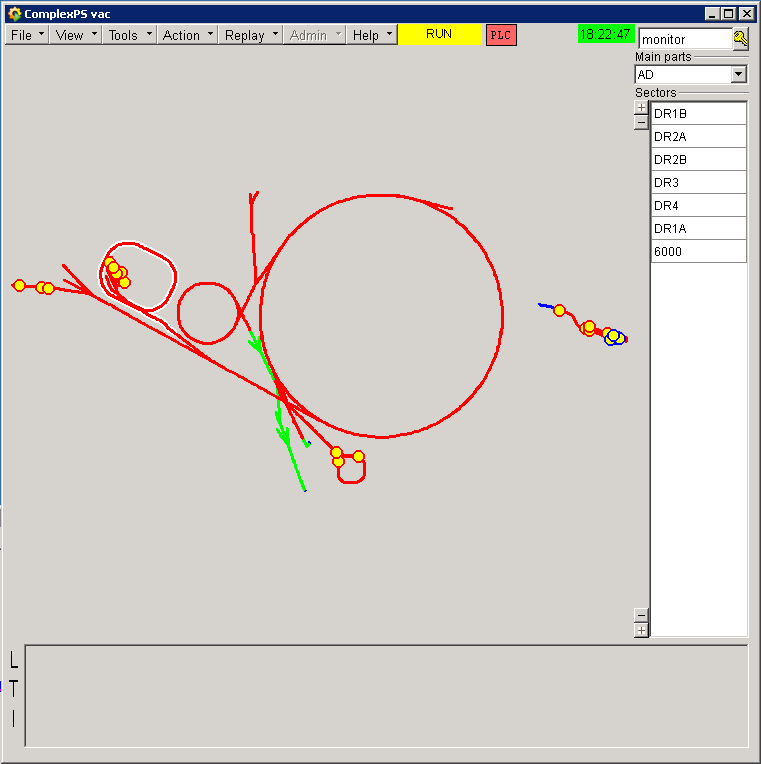 ComplexPS vac
File View Tools Action Replay Admin Help RUN PLC 18:22:47 monitor
Main parts
AD
Sectors
DR1B
DR2A
DR2B
DR3
DR4
DR1A
6000
L
T
I